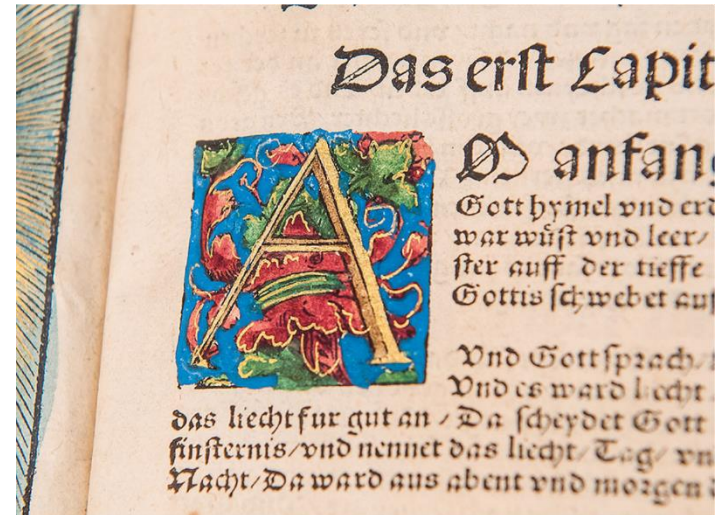 Das erſt Capit
AM anfang
Gott hymel vnd erd
war wüſt vnd leer/
ſter auff der tieffe
Gottis ſchwebet auf
Vnd Gott ſprach/
Vnd es ward liecht
das liecht fur gut an / Da ſcheydet Gott
finſternis/vnd nennet das liecht/Tag/ vn
Nacht/Da ward aus abent vnd morgen